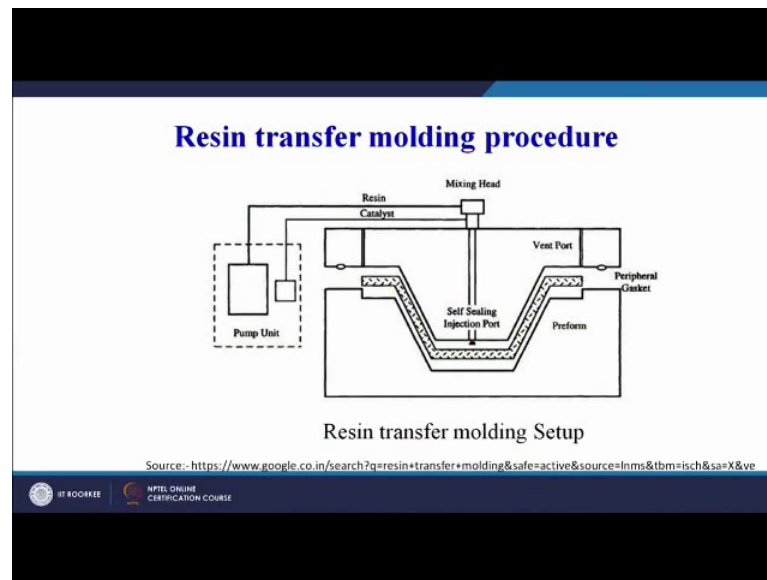 Resin transfer molding procedure
Mixing Head
Resin
Catalyst
Vent Port
Peripheral
Gasket
Self Sealing
Injection Port
Preform
Pump Unit
Resin transfer molding Setup
Source:- https://www.google.co.in/search?q=resin+transfer+molding&safe=active&source=lnms&tbm=isch&sa=X&ve
IIT ROORKEE
NPTEL ONLINE
CERTIFICATION COURSE